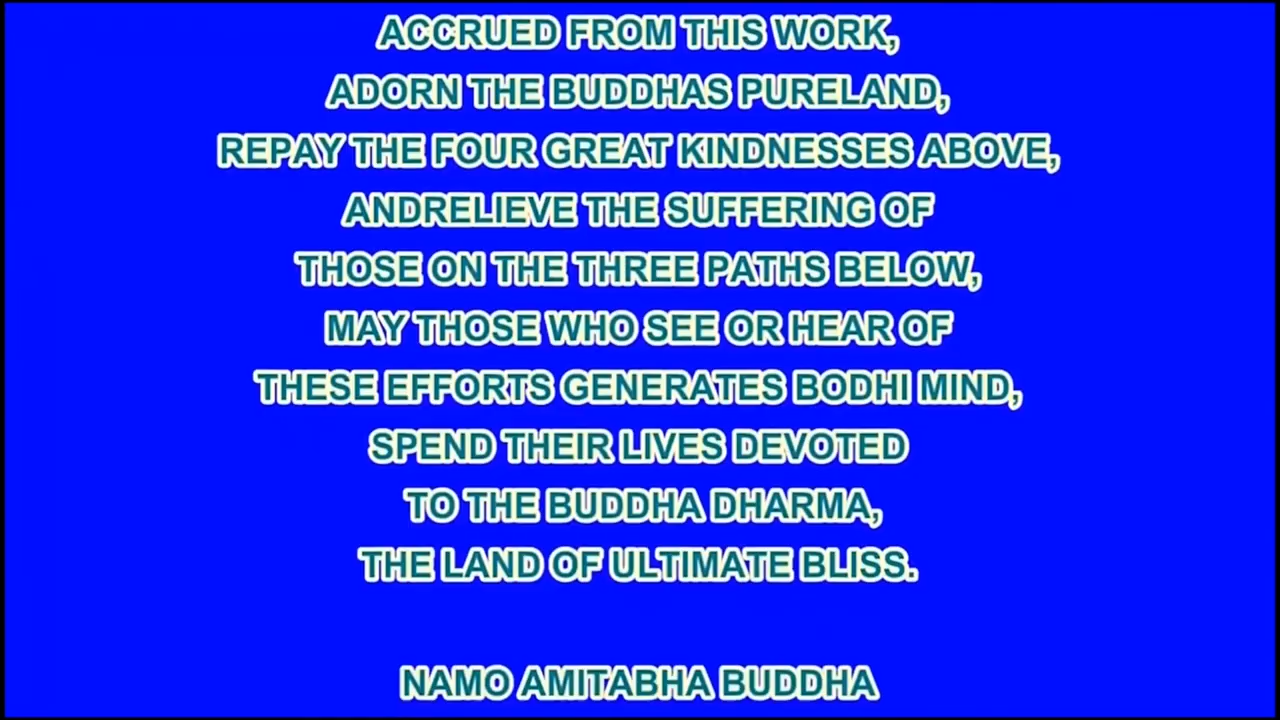 ACCRUED FROM THIS WORK,
ADORN THE BUDDHAS PURELAND,
REPAY THE FOUR GREAT KINDNESSES ABOVE,
ANDRELIEVE THE SUFFERING OF
THOSE ON THE THREE PATHS BELOW,
MAY THOSE WHO SEE OR HEAR OF
THESE EFFORTS GENERATES BODHI MIND,
SPEND THEIR LIVES DEVOTED
TO THE BUDDHA DHARMA,
THE LAND OF ULTIMATE BLISS.
NAMO AMITABHA BUDDHA